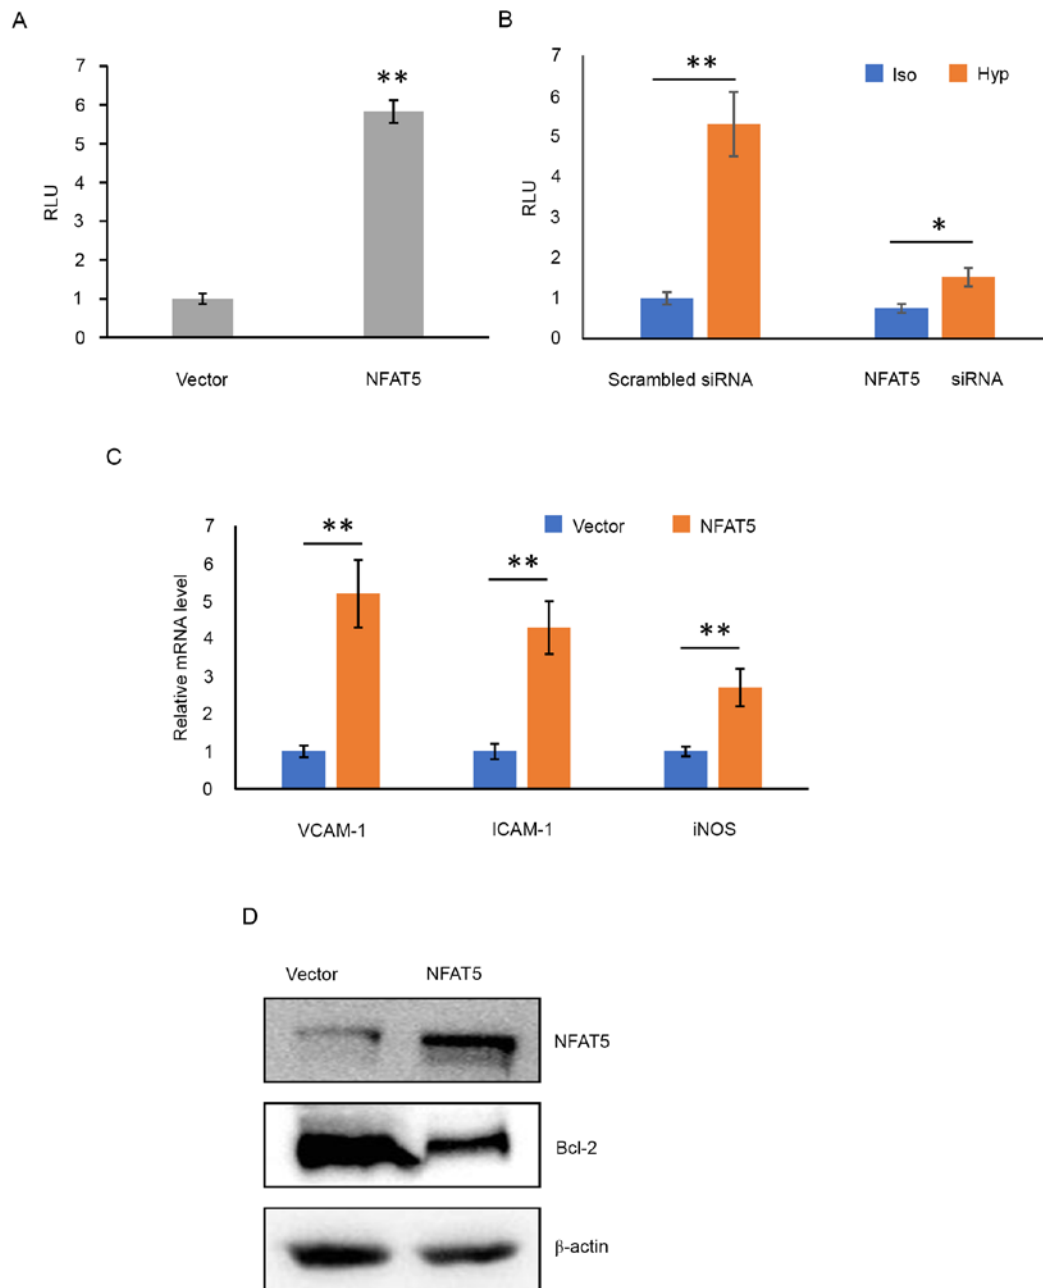 A
7
6
5
4
3
2
1
0
RLU
**
Vector
NFAT5
B
7
6
5
4
3
2
1
0
RLU
Iso
Hyp
**
*
Scrambled siRNA
NFAT5 siRNA
C
7
6
5
4
3
2
1
0
Relative mRNA level
Vector
NFAT5
**
**
**
VCAM-1
ICAM-1
iNOS
D
Vector
NFAT5
NFAT5
Bcl-2
β-actin